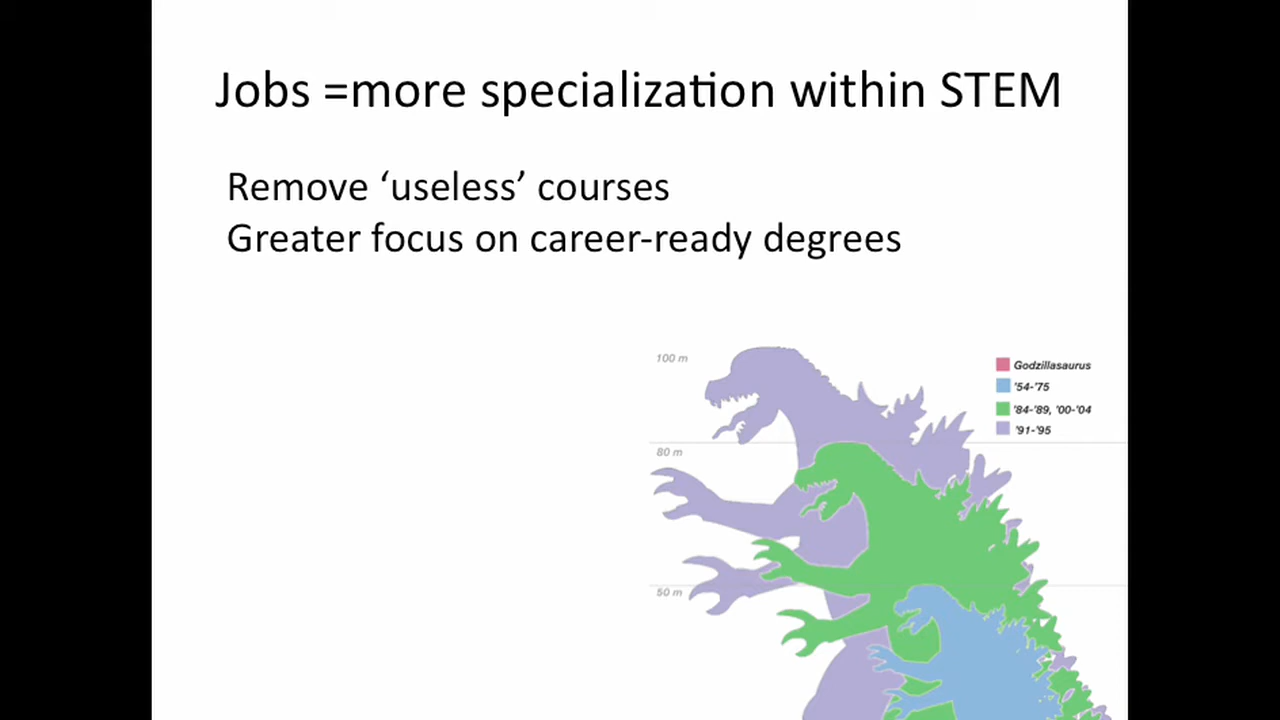 Jobs =more specialization within STEM
Remove ‘useless’ courses
Greater focus on career-ready degrees
100 m
Godzillasaurus
'54-'75
'84-'89, '00-'04
'91-'95
80 m
50 m